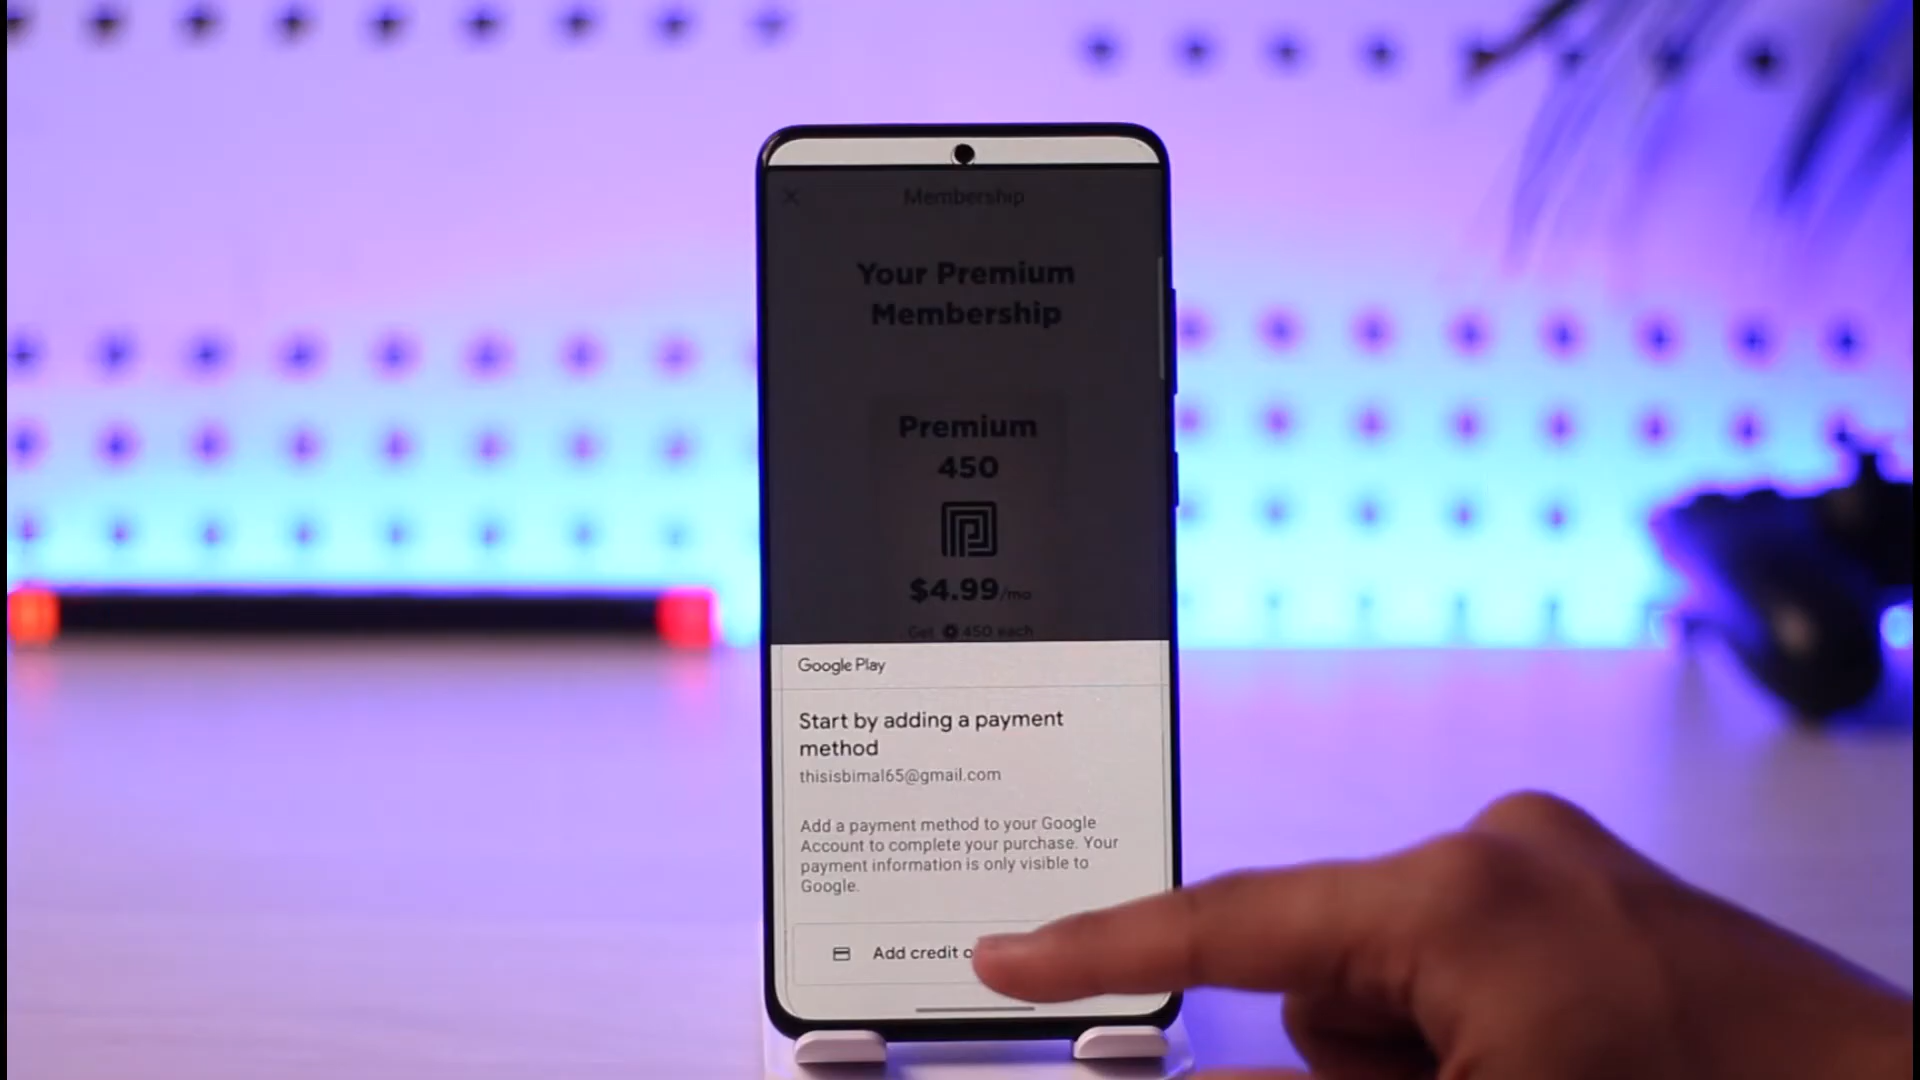 Membership
Your Premium
Membership
Premium
450
$4.99/mo
Get 450 each
Google Play
Start by adding a payment
method
thisisbimal65@gmail.com
Add a payment method to your Google
Account to complete your purchase. Your
payment information is only visible to
Google.
Add credit o